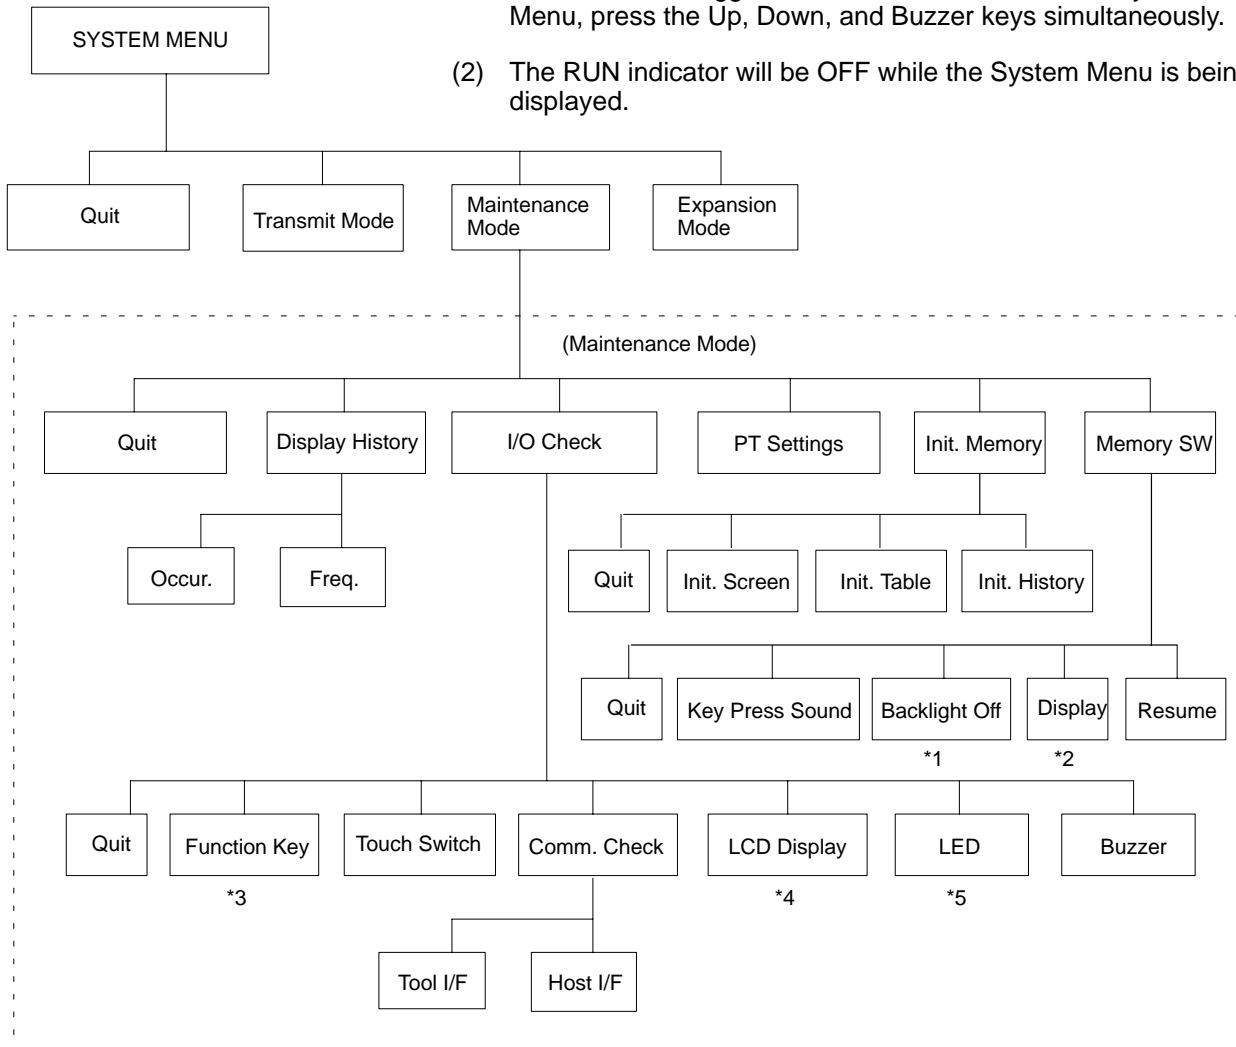 Menu, press the Up, Down, and Buzzer keys simultaneously.
SYSTEM MENU
(2) The RUN indicator will be OFF while the System Menu is bein
displayed.
Quit
Transmit Mode
Maintenance
Mode
Expansion
Mode
(Maintenance Mode)
Quit
Display History
I/O Check
PT Settings
Init. Memory
Memory SW
Occur.
Freq.
Quit
Init. Screen
Init. Table
Init. History
Quit
Key Press Sound
Backlight Off
Display
Resume
*1
*2
Quit
Function Key
Touch Switch
Comm. Check
LCD Display
LED
Buzzer
*3
*4
*5
Tool I/F
Host I/F